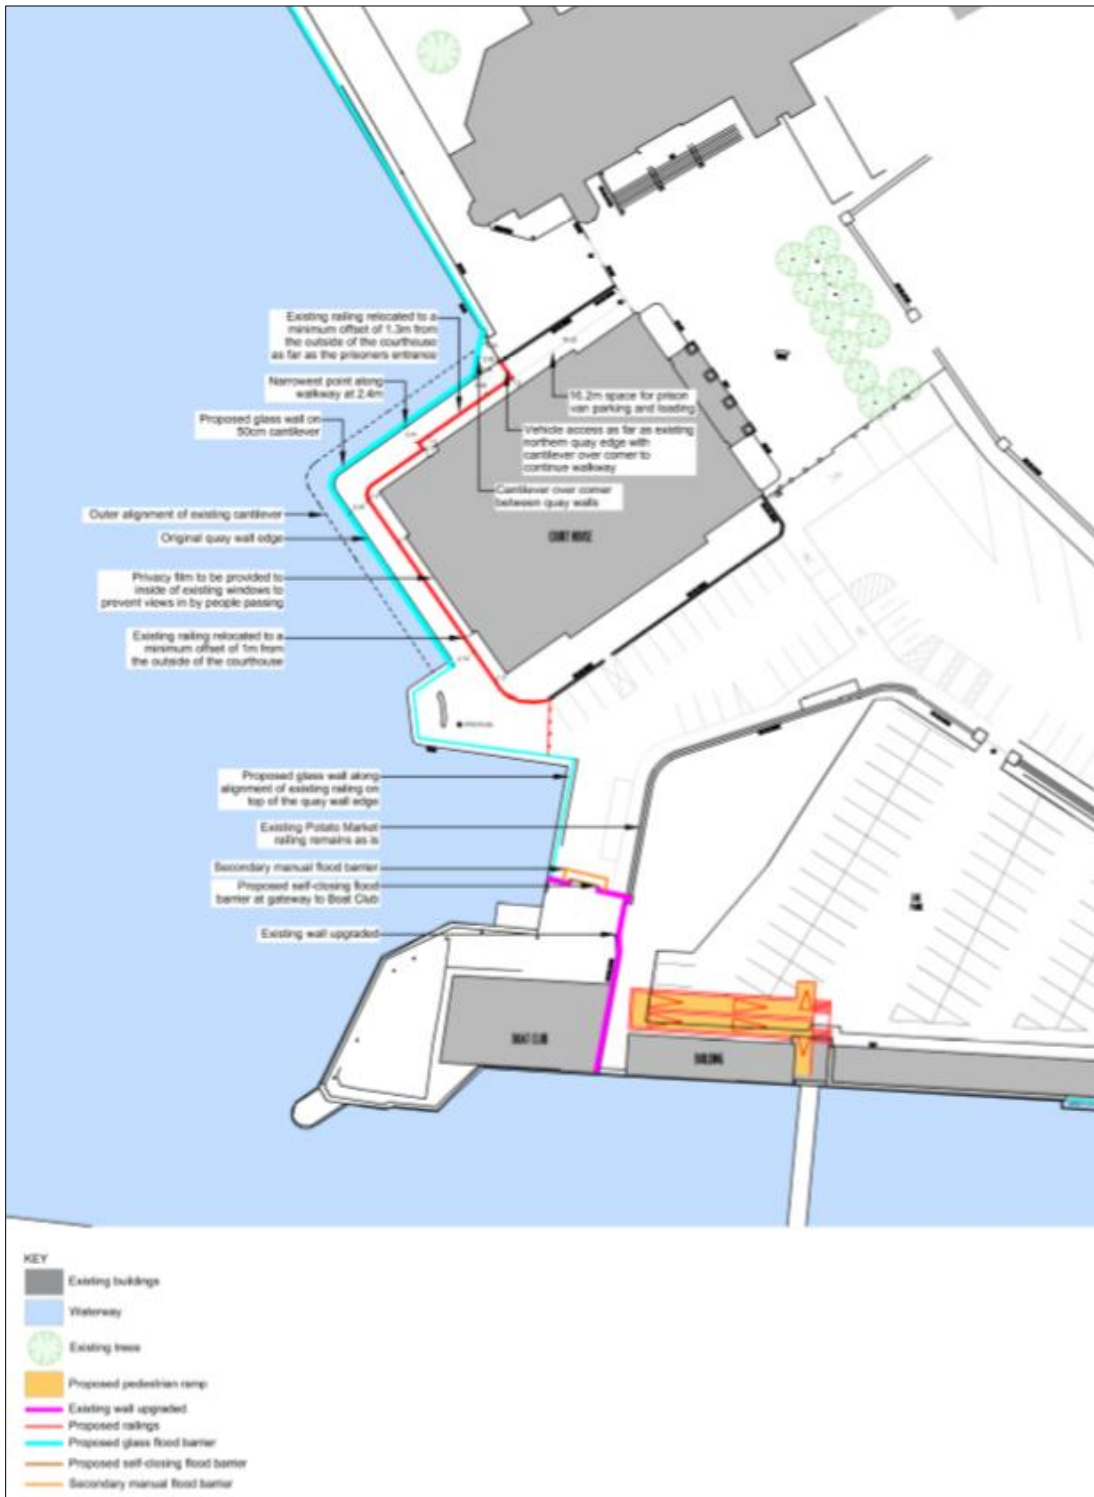 Existing railing relocated to a
minimum offset of 1.3m from
the outside of the courthouse
as far as the prisoners entrance
Narrowest point along
walkway at 2.4m
Proposed glass wall on
50cm cantilever
16.2m space for prison
van parking and loading
Vehicle access as far as existing
northern quay edge with
cantilever over corner to
continue walkway
Cantilever over corner
between quay walls
Outer alignment of existing cantilever
Original quay wall edge
COURT HOUSE
Privacy film to be provided to
inside of existing windows to
prevent views in by people passing
Existing railing relocated to a
minimum offset of 1m from
the outside of the courthouse
Proposed glass wall along
alignment of existing railing on
top of the quay wall edge
Existing Potato Market
railing remains as is
Secondary manual flood barrier
Proposed self-closing flood
barrier at gateway to Boat Club
Existing wall upgraded
CAR
PARK
BOAT CLUB
BUILDING
KEY
Existing buildings
Waterway
Existing trees
Proposed pedestrian ramp
Existing wall upgraded
Proposed railings
Proposed glass flood barrier
Proposed self-closing flood barrier
Secondary manual flood barrier